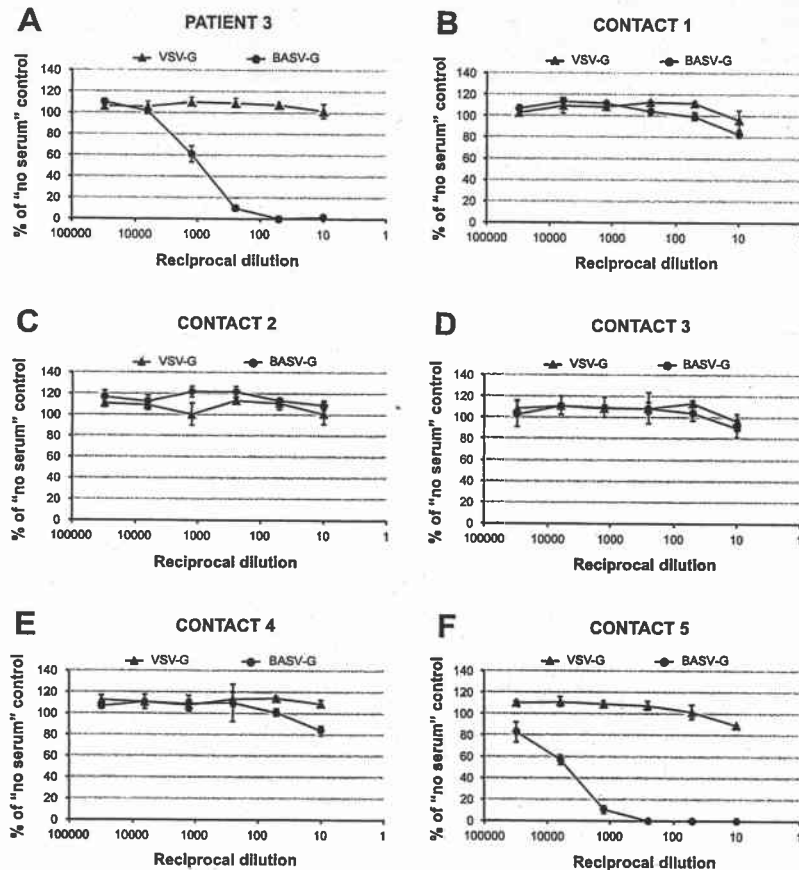 A
PATIENT 3
VSV-G
BASV-G
% of "no serum" control
140
120
100
80
60
40
20
0
100000 10000 1000 100 10 1
Reciprocal dilution
B
CONTACT 1
VSV-G
BASV-G
% of "no serum" control
140
120
100
80
60
40
20
0
100000 10000 1000 100 10
Reciprocal dilution
C
CONTACT 2
VSV-G
BASV-G
% of "no serum" control
140
120
100
80
60
40
20
0
100000 10000 1000 100 10 1
Reciprocal dilution
D
CONTACT 3
VSV-G
BASV-G
% of "no serum" control
140
120
100
80
60
40
20
0
100000 10000 1000 100 10 1
Reciprocal dilution
E
CONTACT 4
VSV-G
BASV-G
% of "no serum" control
140
120
100
80
60
40
20
0
100000 10000 1000 100 10 1
Reciprocal dilution
F
CONTACT 5
VSV-G
BASV-G
% of "no serum" control
140
120
100
80
60
40
20
0
100000 10000 1000 100 10 1
Reciprocal dilution